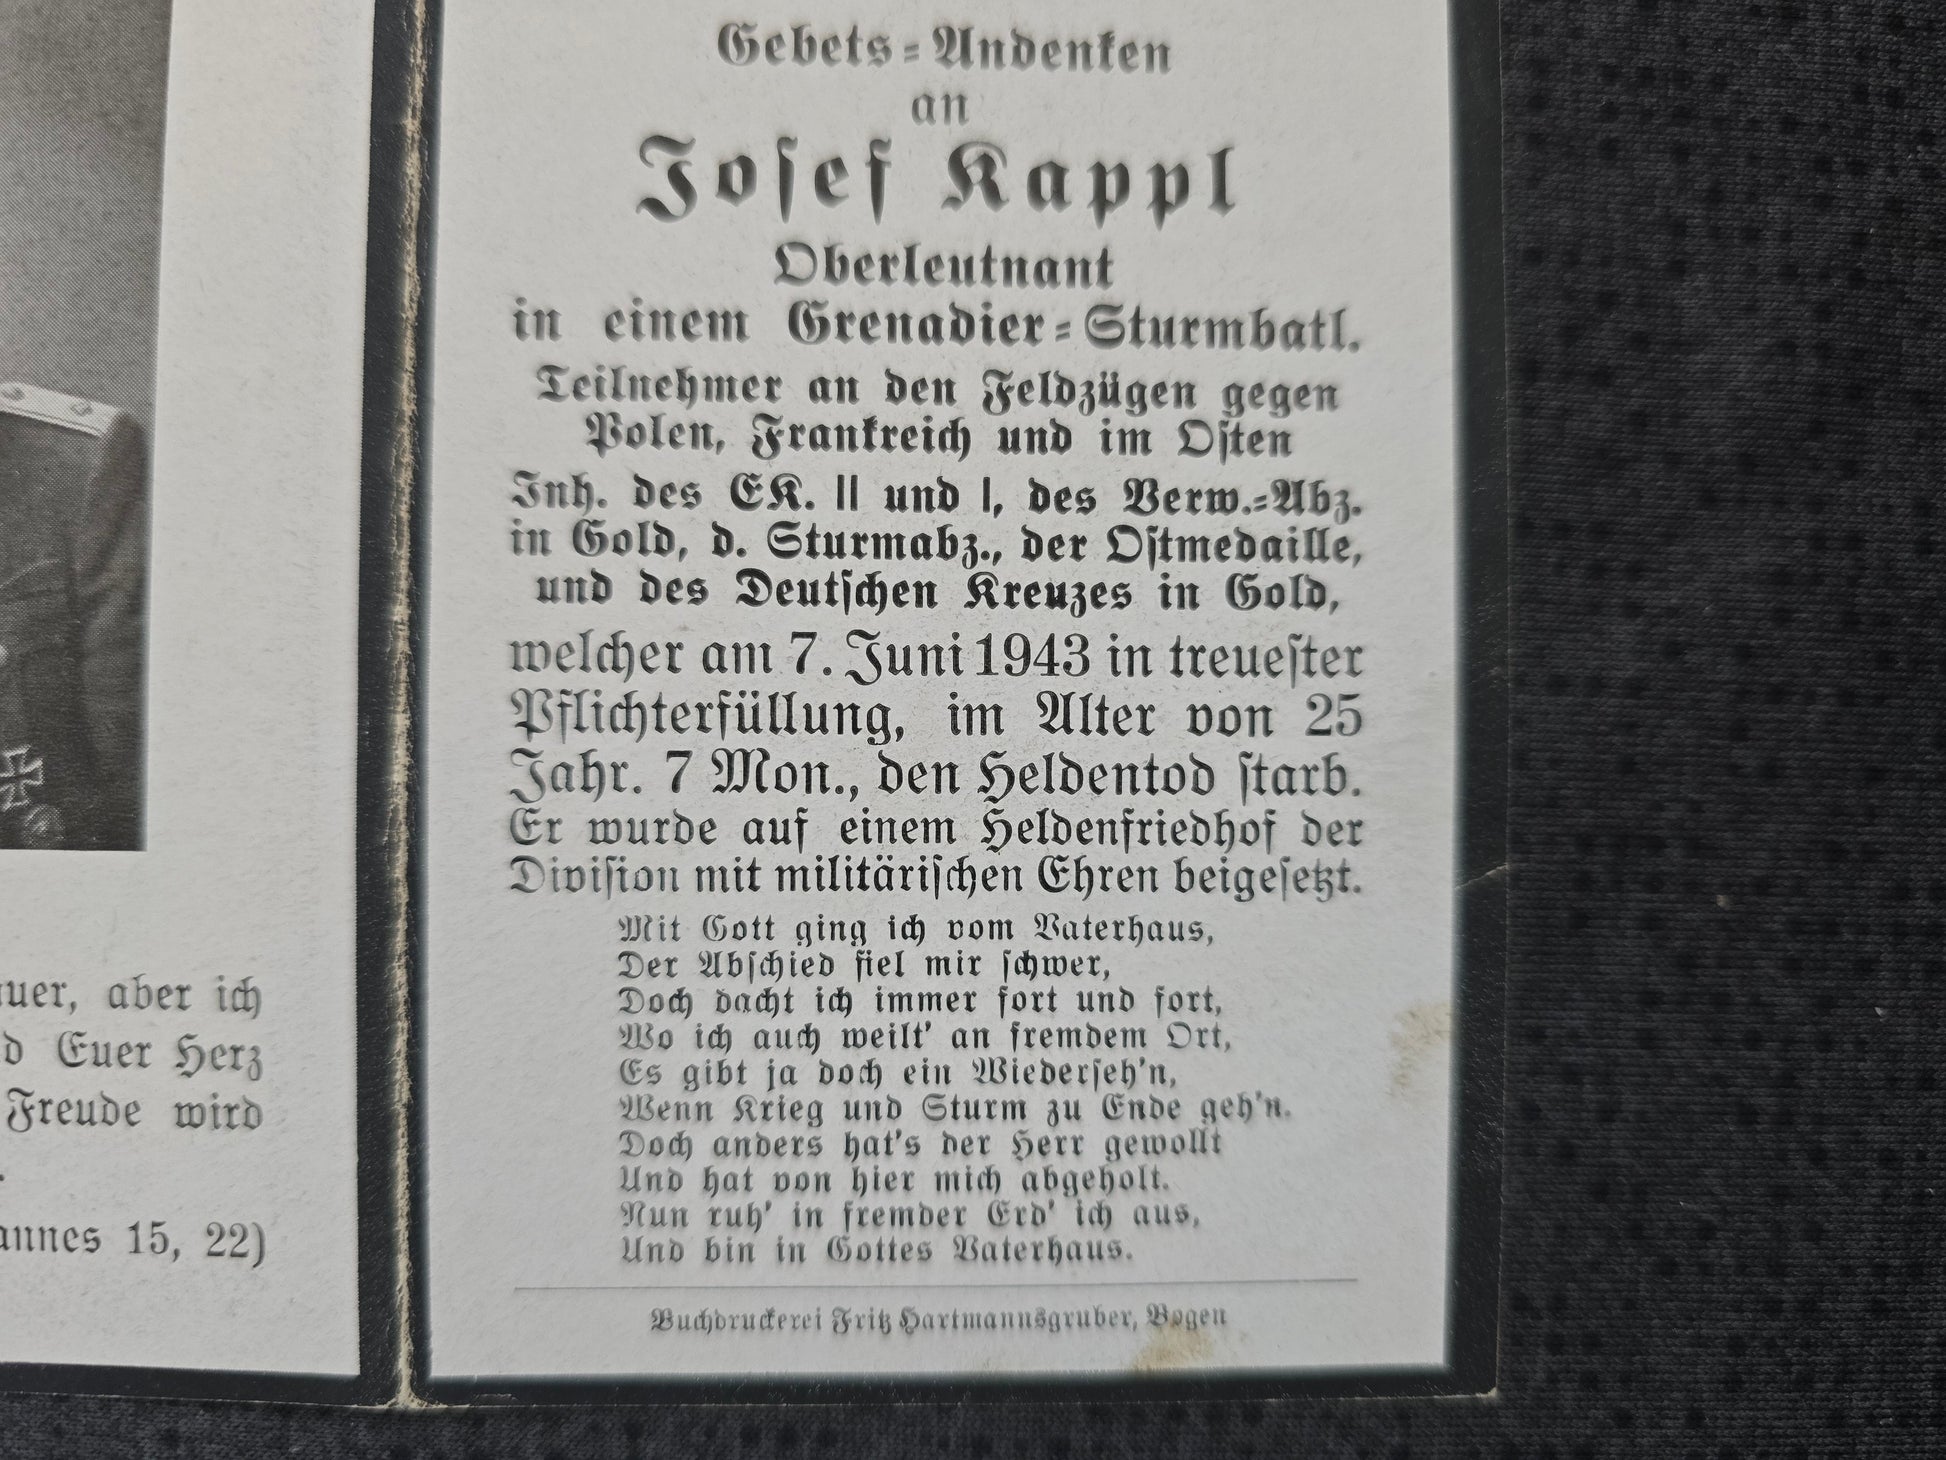 Gebets=Andenken
an
Josef Kappl
Oberleutnant
in einem Grenadier=Sturmbatl.
Teilnehmer an den Feldzügen gegen
Polen, Frankreich und im Osten
Inh. des EK. II und I, des Verw.=Abz.
in Gold, d. Sturmabz., der Ostmedaille,
und des Deutschen Kreuzes in Gold,
welcher am 7. Juni 1943 in treuester
Pflichterfüllung, im Alter von 25
Jahr. 7 Mon., den Heldentod starb.
Er wurde auf einem Heldenfriedhof der
Division mit militärischen Ehren beigesetzt.
Mit Gott ging ich vom Vaterhaus,
Der Abschied fiel mir schwer,
Doch dacht ich immer fort und fort,
Wo ich auch weilt' an fremdem Ort,
Es gibt ja doch ein Wiederseh'n,
Wenn Krieg und Sturm zu Ende geh'n.
Doch anders hat's der Herr gewollt
Und hat von hier mich abgeholt.
Nun ruh' in fremder Erd' ich aus,
Und bin in Gottes Vaterhaus.
Buchdruckerei Fritz Hartmannsgruber, Bogen
uer, aber ich
d Euer Herz
Freude wird
.
annes 15, 22)